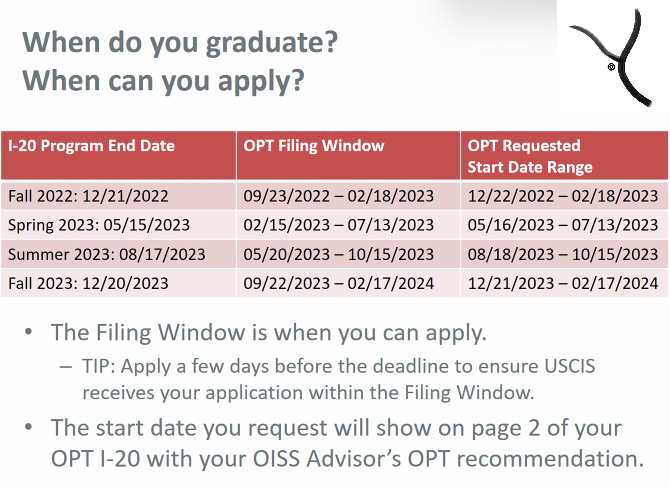 When do you graduate?
When can you apply?
I-20 Program End Date OPT Filing Window OPT Requested
Start Date Range
Fall 2022: 12/21/2022 09/23/2022 – 02/18/2023 12/22/2022 – 02/18/2023
Spring 2023: 05/15/2023 02/15/2023 – 07/13/2023 05/16/2023 – 07/13/2023
Summer 2023: 08/17/2023 05/20/2023 – 10/15/2023 08/18/2023 – 10/15/2023
Fall 2023: 12/20/2023 09/22/2023 – 02/17/2024 12/21/2023 – 02/17/2024
• The Filing Window is when you can apply.
– TIP: Apply a few days before the deadline to ensure USCIS
receives your application within the Filing Window.
• The start date you request will show on page 2 of your
OPT I-20 with your OISS Advisor’s OPT recommendation.